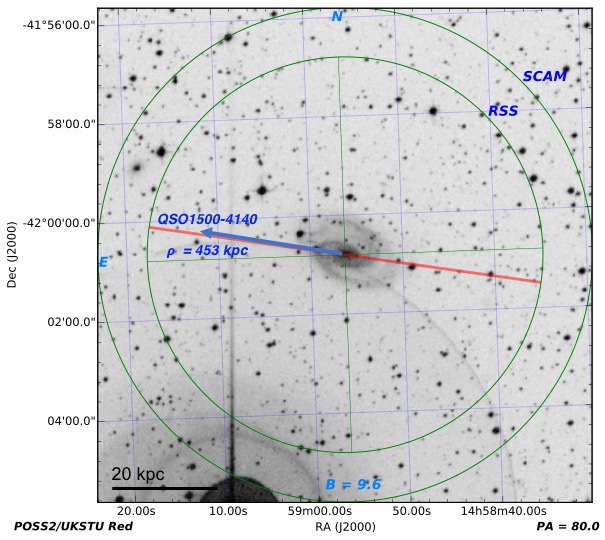 -41°56'00.0"
N
SCAM
RSS
58'00.0"
QSO1500-4140
-42°00'00.0"
ρ = 453 kpc
E
Dec (J2000)
02'00.0"
04'00.0"
20 kpc
B = 9.6
20.00s 10.00s 59m00.00s 50.00s 14h58m40.00s
POSS2/UKSTU Red RA (J2000) PA = 80.0